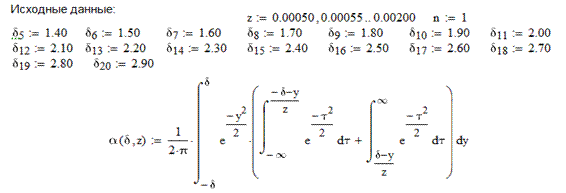 Исходные данные:
z := 0.00050, 0.00055 .. 0.00200 n := 1
δ5 := 1.40 δ6 := 1.50 δ7 := 1.60 δ8 := 1.70 δ9 := 1.80 δ10 := 1.90 δ11 := 2.00
δ12 := 2.10 δ13 := 2.20 δ14 := 2.30 δ15 := 2.40 δ16 := 2.50 δ17 := 2.60 δ18 := 2.70
δ19 := 2.80 δ20 := 2.90
α(δ,z) := 1/(2·π) · ∫_{-δ}^{δ} e^{-y^2/2} · ( ∫_{-∞}^{(-δ-y)/z} e^{-τ^2/2} dτ + ∫_{(δ-y)/z}^{∞} e^{-τ^2/2} dτ ) dy